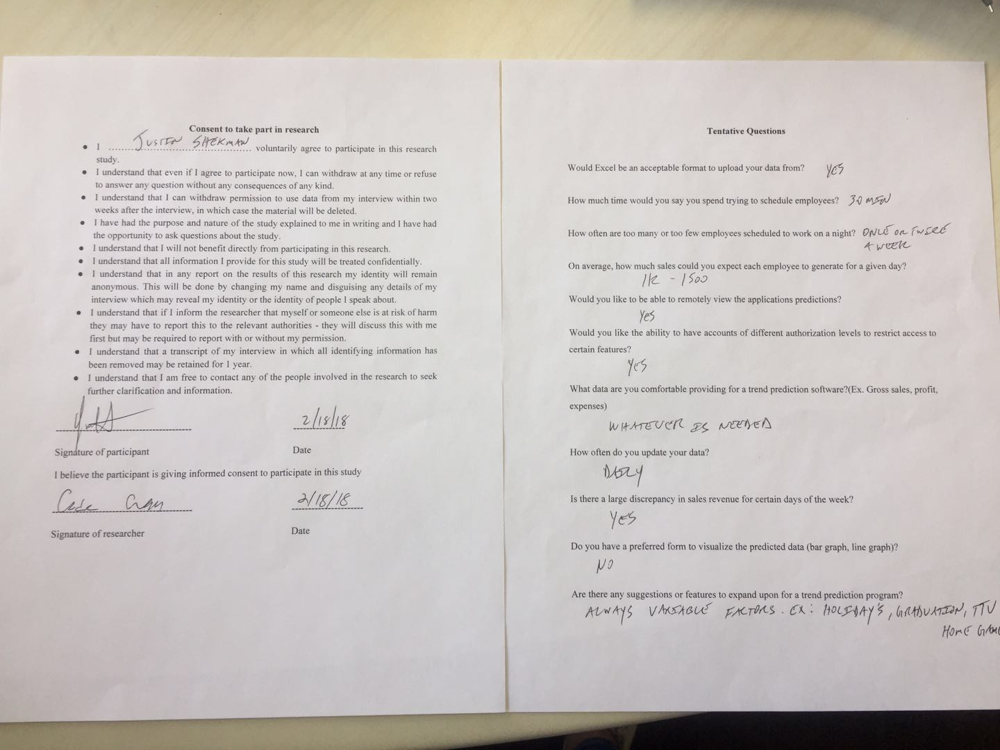 Consent to take part in research
● I JUSTIN SHEKMAN voluntarily agree to participate in this research
study.
● I understand that even if I agree to participate now, I can withdraw at any time or refuse
to answer any question without any consequences of any kind.
● I understand that I can withdraw permission to use data from my interview within two
weeks after the interview, in which case the material will be deleted.
● I have had the purpose and nature of the study explained to me in writing and I have had
the opportunity to ask questions about the study.
● I understand that I will not benefit directly from participating in this research.
● I understand that all information I provide for this study will be treated confidentially.
● I understand that in any report on the results of this research my identity will remain
anonymous. This will be done by changing my name and disguising any details of my
interview which may reveal my identity or the identity of people I speak about.
● I understand that if I inform the researcher that myself or someone else is at risk of harm
they may have to report this to the relevant authorities - they will discuss this with me
first but may be required to report with or without my permission.
● I understand that a transcript of my interview in which all identifying information has
been removed may be retained for 1 year.
● I understand that I am free to contact any of the people involved in the research to seek
further clarification and information.
2/18/18
Signature of participant Date
I believe the participant is giving informed consent to participate in this study
2/18/18
Signature of researcher Date
Tentative Questions
Would Excel be an acceptable format to upload your data from? YES
How much time would you say you spend trying to schedule employees? 30 MIN
How often are too many or too few employees scheduled to work on a night? ONCE OR TWICE
A WEEK
On average, how much sales could you expect each employee to generate for a given day?
1K - 1500
Would you like to be able to remotely view the applications predictions?
Yes
Would you like the ability to have accounts of different authorization levels to restrict access to
certain features?
YES
What data are you comfortable providing for a trend prediction software?(Ex. Gross sales, profit,
expenses)
WHATEVER IS NEEDED
How often do you update your data?
DAILY
Is there a large discrepancy in sales revenue for certain days of the week?
YES
Do you have a preferred form to visualize the predicted data (bar graph, line graph)?
NO
Are there any suggestions or features to expand upon for a trend prediction program?
ALWAYS VARIABLE FACTORS. EX: HOLIDAY'S, GRADUATION, TTU
HOME GAME